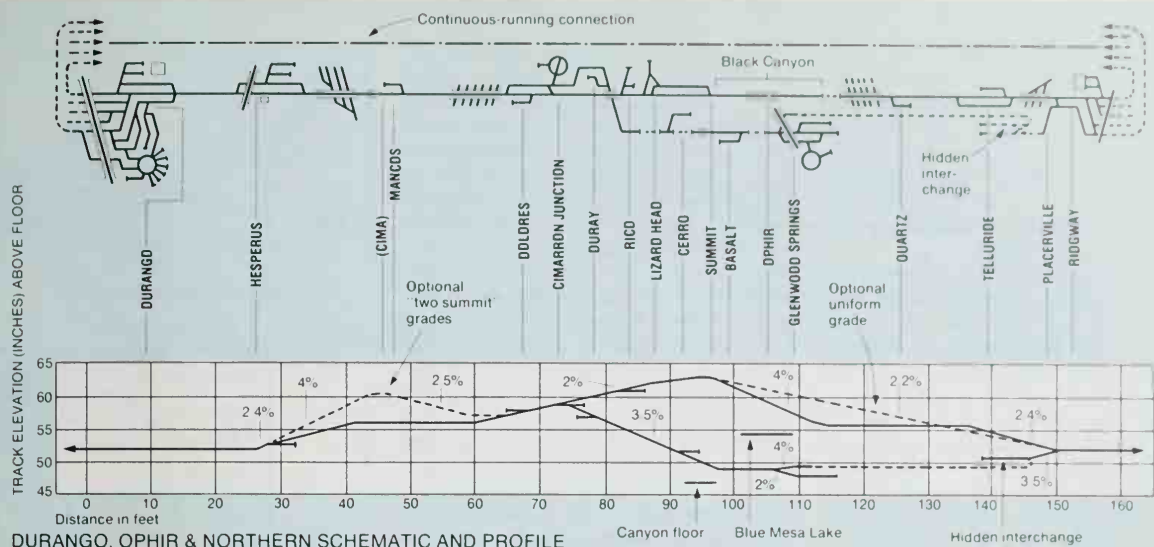 Continuous-running connection
Black Canyon
Hidden
inter-
change
DURANGO
HESPERUS
(CIMA)
MANCOS
DOLORES
CIMARRON JUNCTION
OURAY
RICO
LIZARD HEAD
CERRO
SUMMIT
BASALT
OPHIR
GLENWOOD SPRINGS
QUARTZ
TELLURIDE
PLACERVILLE
RIDGWAY
Optional
"two summit"
grades
Optional
uniform
grade
TRACK ELEVATION (INCHES) ABOVE FLOOR
65
60
55
50
45
2.4%
4%
2.5%
2%
3.5%
4%
2.2%
2.4%
4%
2%
3.5%
0 10 20 30 40 50 60 70 80 90 100 110 120 130 140 150 160
Distance in feet
Canyon floor
Blue Mesa Lake
Hidden interchange
DURANGO, OPHIR & NORTHERN SCHEMATIC AND PROFILE